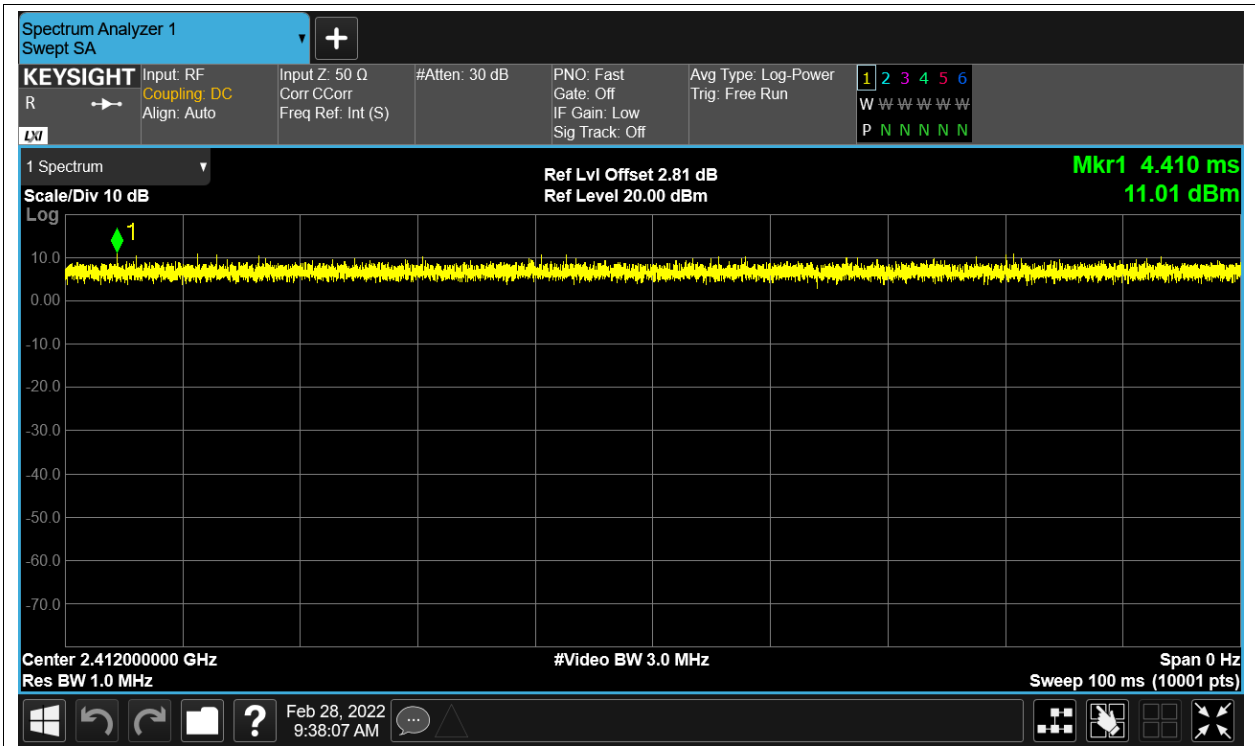 Spectrum Analyzer 1
Swept SA
+
KEYSIGHT
R
LXI
Input: RF
Coupling: DC
Align: Auto
Input Z: 50 Ω
Corr CCorr
Freq Ref: Int (S)
#Atten: 30 dB
PNO: Fast
Gate: Off
IF Gain: Low
Sig Track: Off
Avg Type: Log-Power
Trig: Free Run
1 2 3 4 5 6
W W W W W W
P N N N N N
1 Spectrum
Scale/Div 10 dB
Ref Lvl Offset 2.81 dB
Ref Level 20.00 dBm
Mkr1 4.410 ms
11.01 dBm
Log
1
10.0
0.00
-10.0
-20.0
-30.0
-40.0
-50.0
-60.0
-70.0
Center 2.412000000 GHz
Res BW 1.0 MHz
#Video BW 3.0 MHz
Span 0 Hz
Sweep 100 ms (10001 pts)
?
Feb 28, 2022
9:38:07 AM